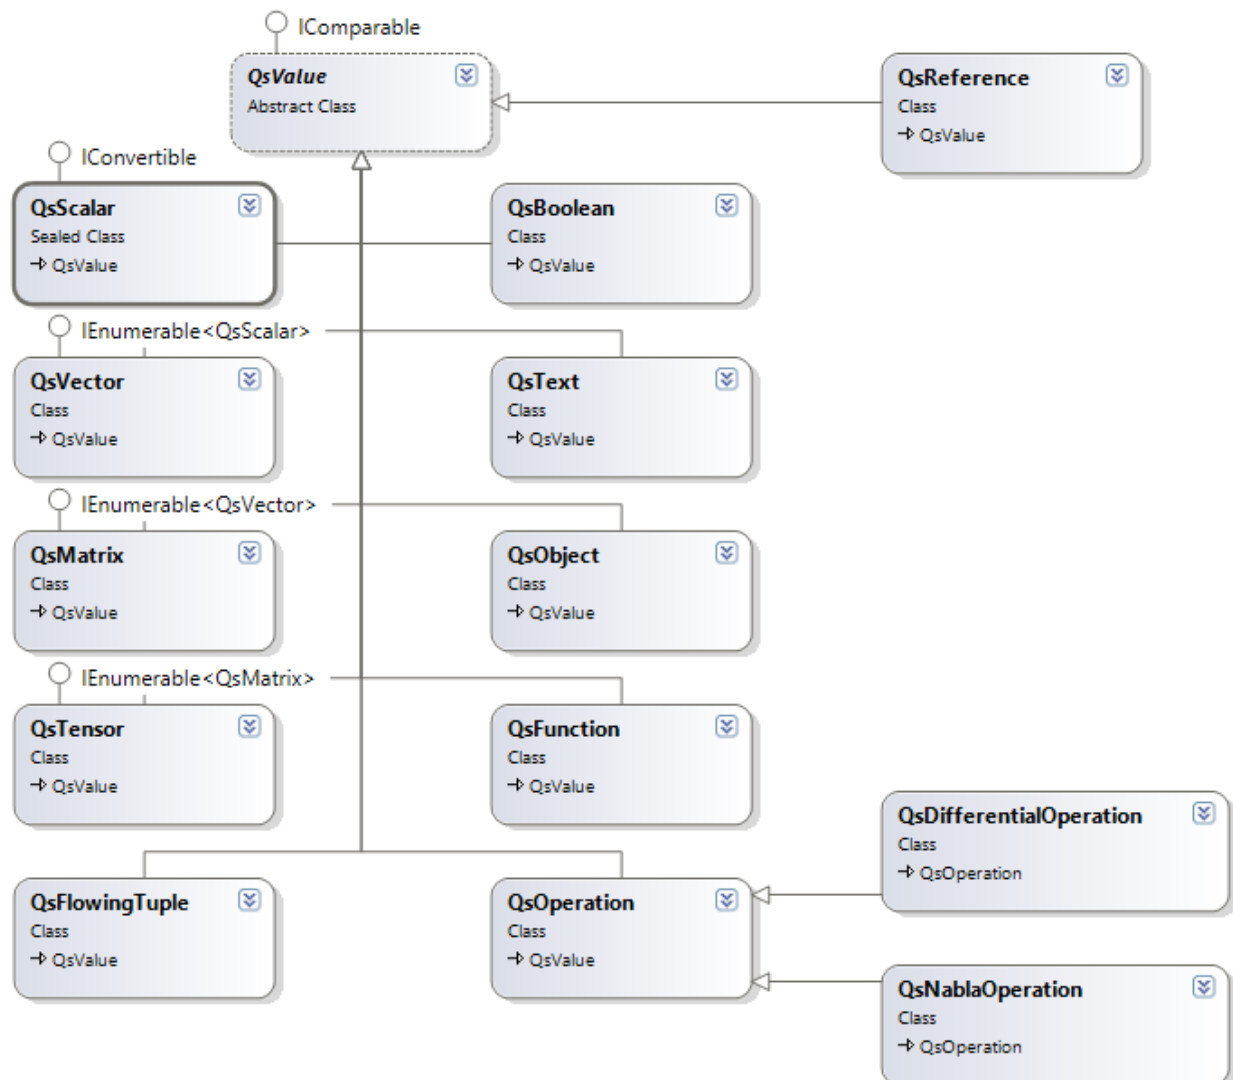 IComparable
QsValue
Abstract Class
QsReference
Class
QsValue
IConvertible
QsScalar
Sealed Class
QsValue
QsBoolean
Class
QsValue
IEnumerable<QsScalar>
QsVector
Class
QsValue
QsText
Class
QsValue
IEnumerable<QsVector>
QsMatrix
Class
QsValue
QsObject
Class
QsValue
IEnumerable<QsMatrix>
QsTensor
Class
QsValue
QsFunction
Class
QsValue
QsDifferentialOperation
Class
QsOperation
QsFlowingTuple
Class
QsValue
QsOperation
Class
QsValue
QsNablaOperation
Class
QsOperation